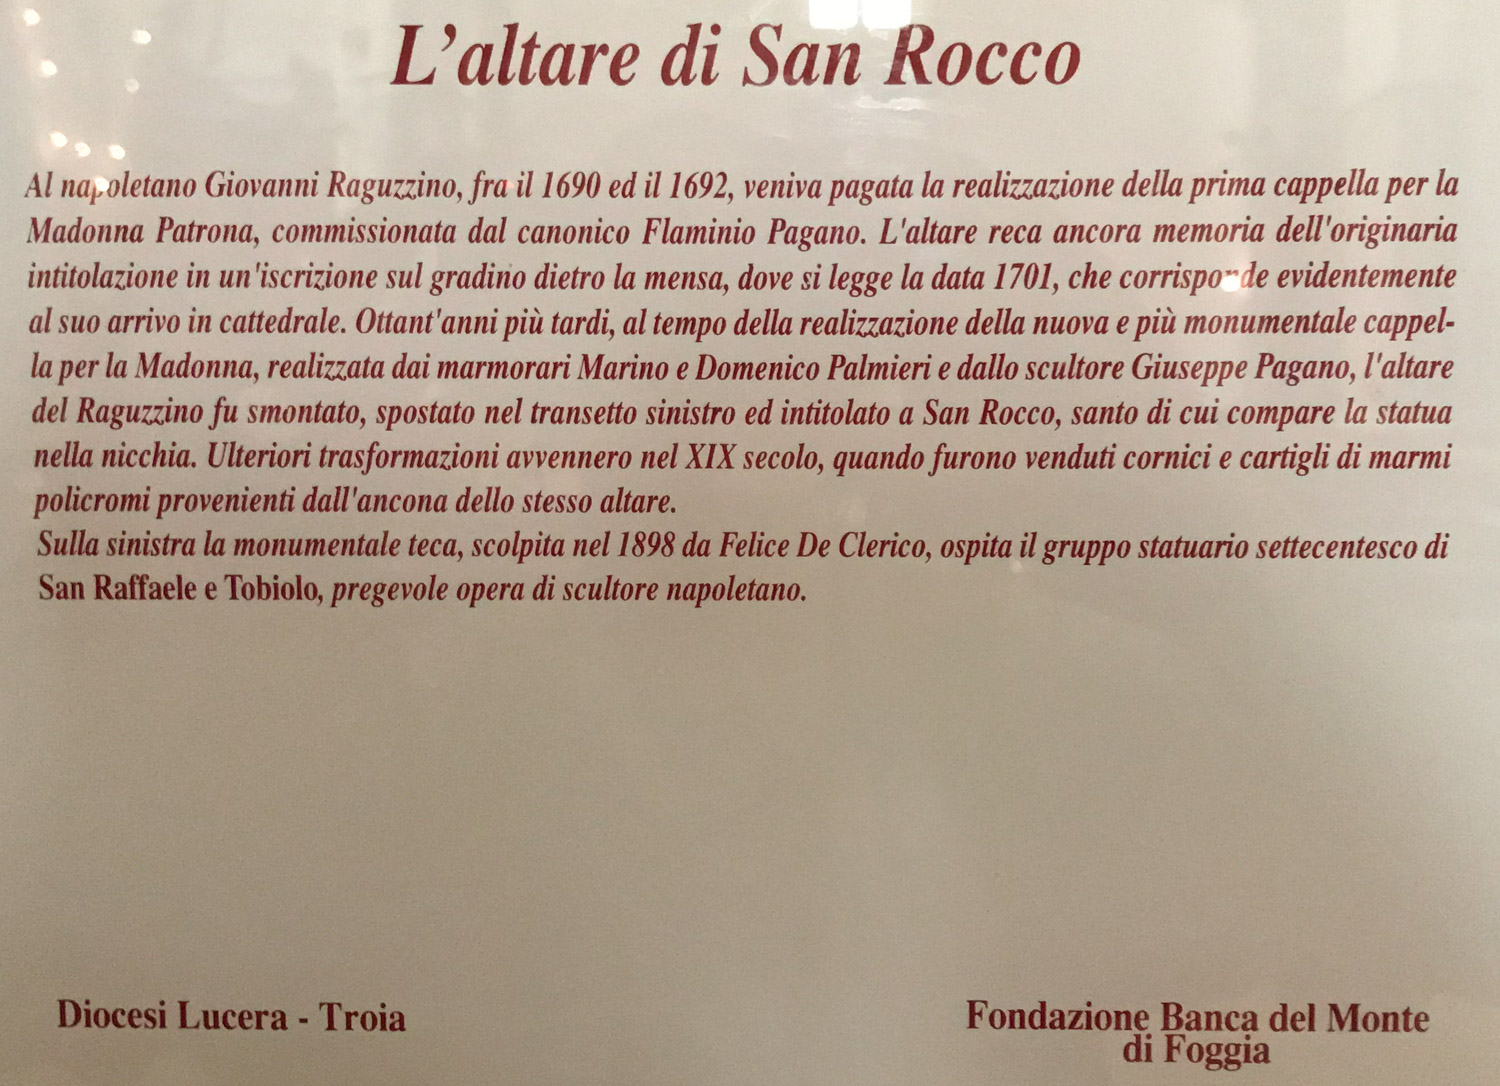 L'altare di San Rocco
Al napoletano Giovanni Raguzzino, fra il 1690 ed il 1692, veniva pagata la realizzazione della prima cappella per la
Madonna Patrona, commissionata dal canonico Flaminio Pagano. L'altare reca ancora memoria dell'originaria
intitolazione in un'iscrizione sul gradino dietro la mensa, dove si legge la data 1701, che corrisponde evidentemente
al suo arrivo in cattedrale. Ottant'anni più tardi, al tempo della realizzazione della nuova e più monumentale cappel-
la per la Madonna, realizzata dai marmorari Marino e Domenico Palmieri e dallo scultore Giuseppe Pagano, l'altare
del Raguzzino fu smontato, spostato nel transetto sinistro ed intitolato a San Rocco, santo di cui compare la statua
nella nicchia. Ulteriori trasformazioni avvennero nel XIX secolo, quando furono venduti cornici e cartigli di marmi
policromi provenienti dall'ancona dello stesso altare.
Sulla sinistra la monumentale teca, scolpita nel 1898 da Felice De Clerico, ospita il gruppo statuario settecentesco di
San Raffaele e Tobiolo, pregevole opera di scultore napoletano.
Diocesi Lucera - Troia
Fondazione Banca del Monte
di Foggia